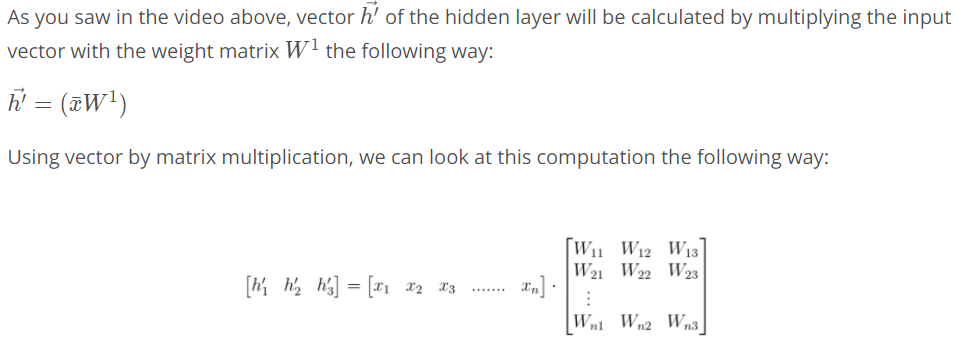 As you saw in the video above, vector $\vec{h'}$ of the hidden layer will be calculated by multiplying the input
vector with the weight matrix $W^1$ the following way:
$\vec{h'} = (\bar{x}W^1)$
Using vector by matrix multiplication, we can look at this computation the following way:
$\begin{bmatrix} h'_1 & h'_2 & h'_3 \end{bmatrix} = \begin{bmatrix} x_1 & x_2 & x_3 & ....... & x_n \end{bmatrix} \cdot \begin{bmatrix} W_{11} & W_{12} & W_{13} \\ W_{21} & W_{22} & W_{23} \\ \vdots \\ W_{n1} & W_{n2} & W_{n3} \end{bmatrix}$